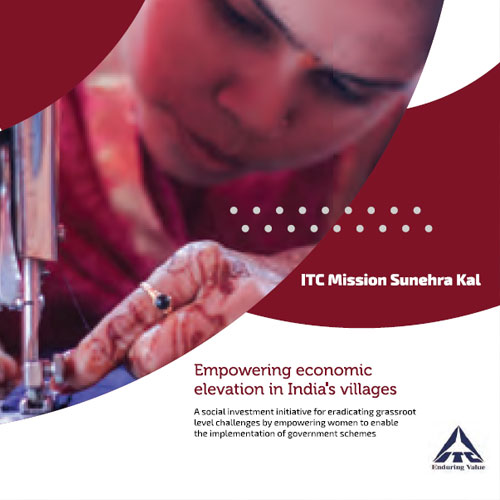 ITC Mission Sunehra Kal
Empowering economic
elevation in India's villages
A social investment initiative for eradicating grassroot
level challenges by empowering women to enable
the implementation of government schemes
ITC
Enduring Value